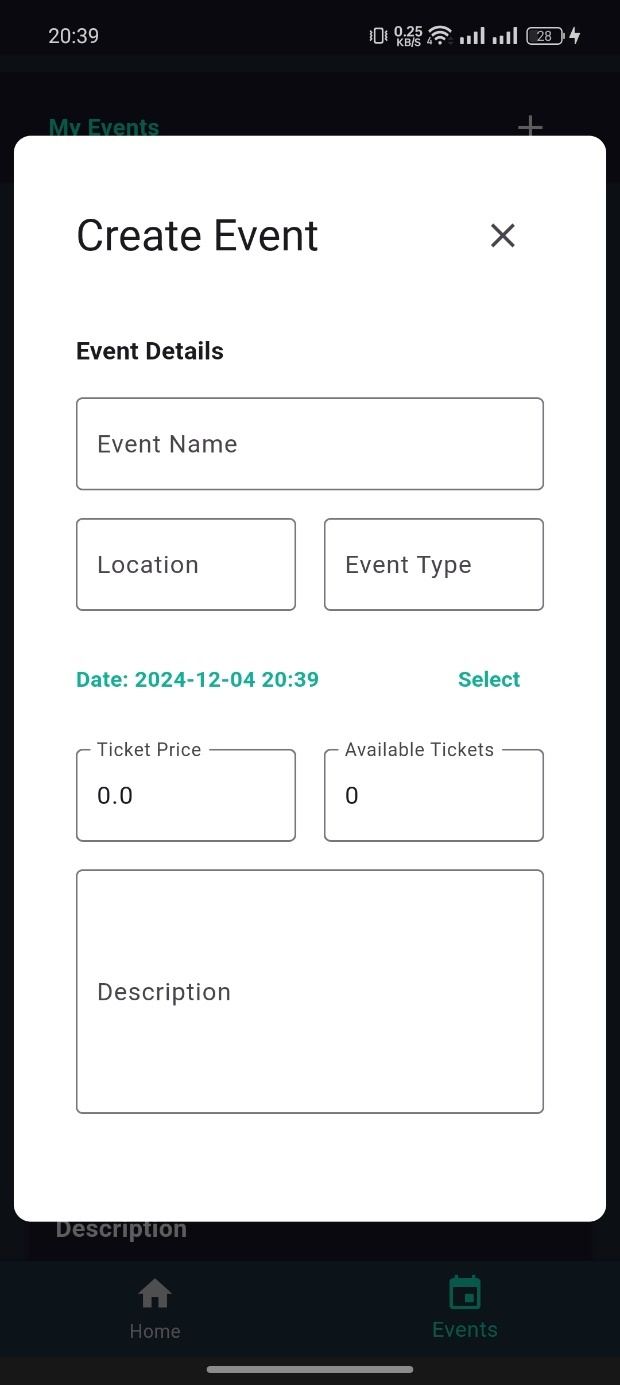 20:39 0.25 KB/S 4 28
My Events
Create Event
Event Details
Event Name
Location Event Type
Date: 2024-12-04 20:39 Select
Ticket Price Available Tickets
0.0 0
Description
Description
Home Events